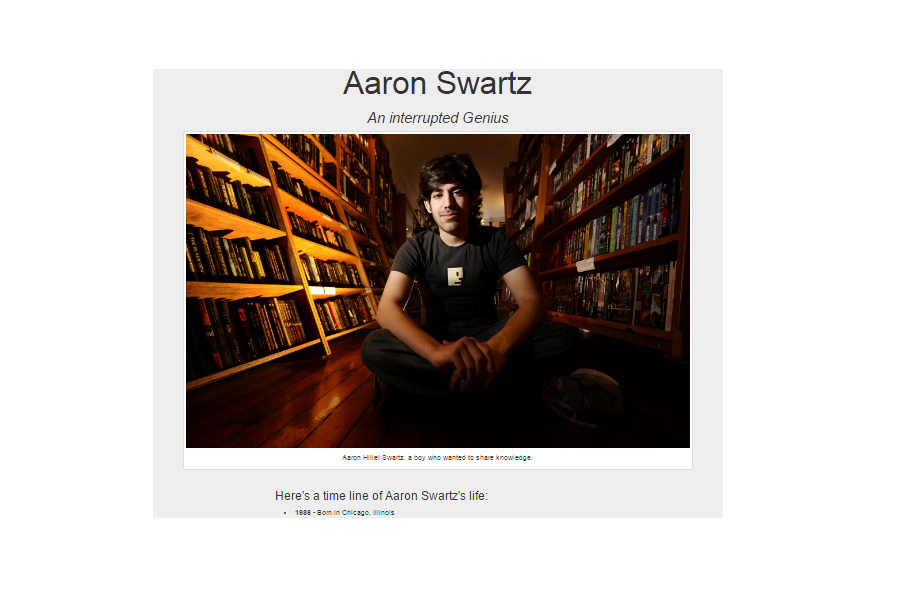 Aaron Swartz
An interrupted Genius
Aaron Hillel Swartz, a boy who wanted to share knowledge.
Here's a time line of Aaron Swartz's life:
1986 - Born in Chicago, Illinois